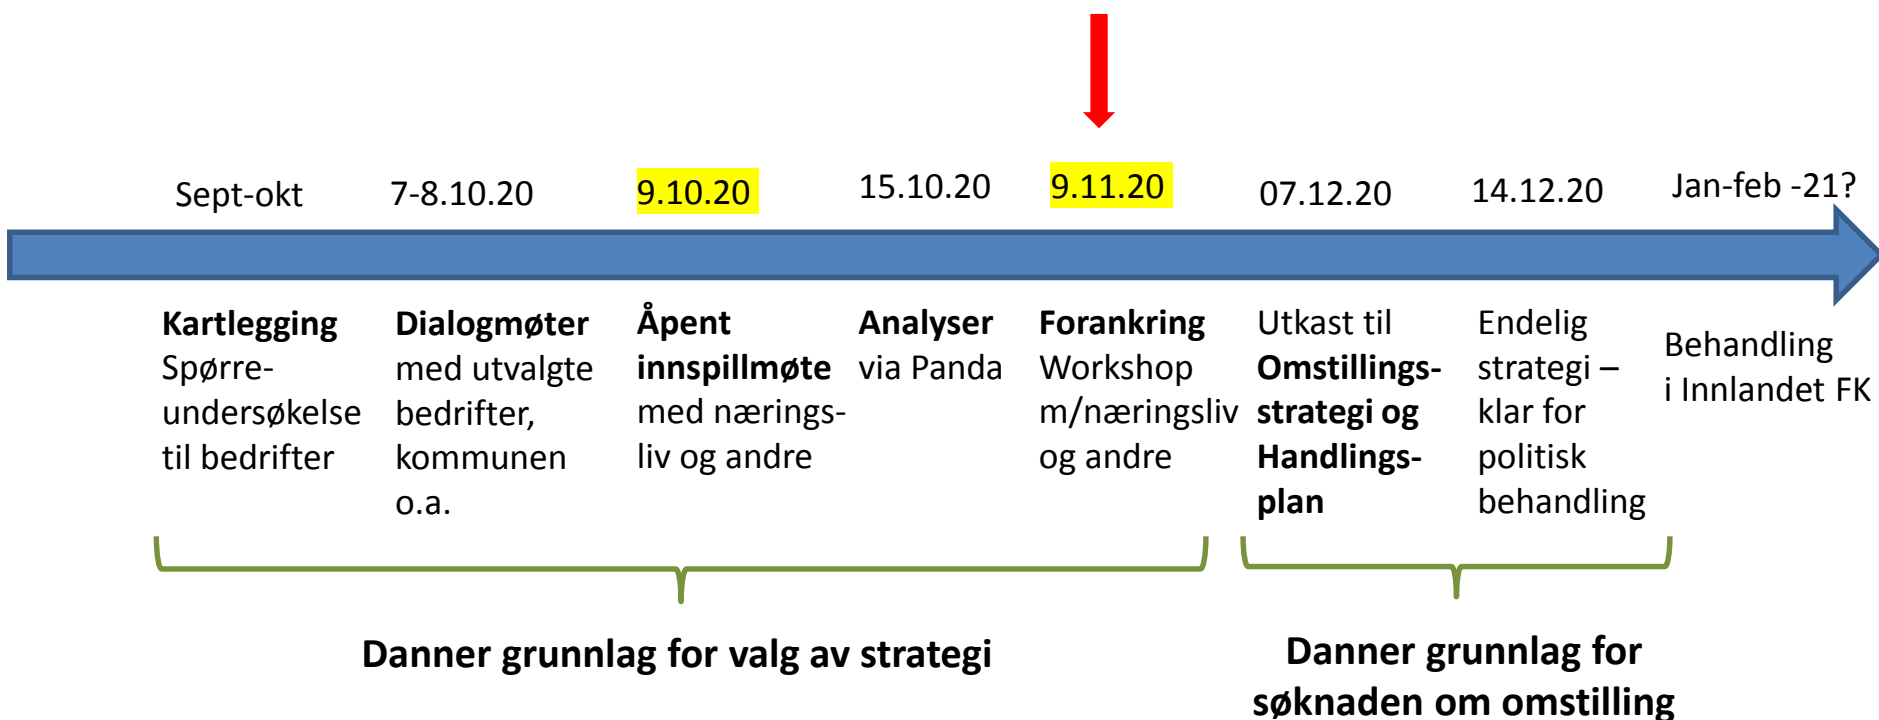 Sept-okt
7-8.10.20
9.10.20
15.10.20
9.11.20
07.12.20
14.12.20
Jan-feb -21?
Kartlegging
Spørre-
undersøkelse
til bedrifter
Dialogmøter
med utvalgte
bedrifter,
kommunen
o.a.
Åpent
innspillmøte
med nærings-
liv og andre
Analyser
via Panda
Forankring
Workshop
m/næringsliv
og andre
Utkast til
Omstillings-
strategi og
Handlings-
plan
Endelig
strategi –
klar for
politisk
behandling
Behandling
i Innlandet FK
Danner grunnlag for valg av strategi
Danner grunnlag for
søknaden om omstilling